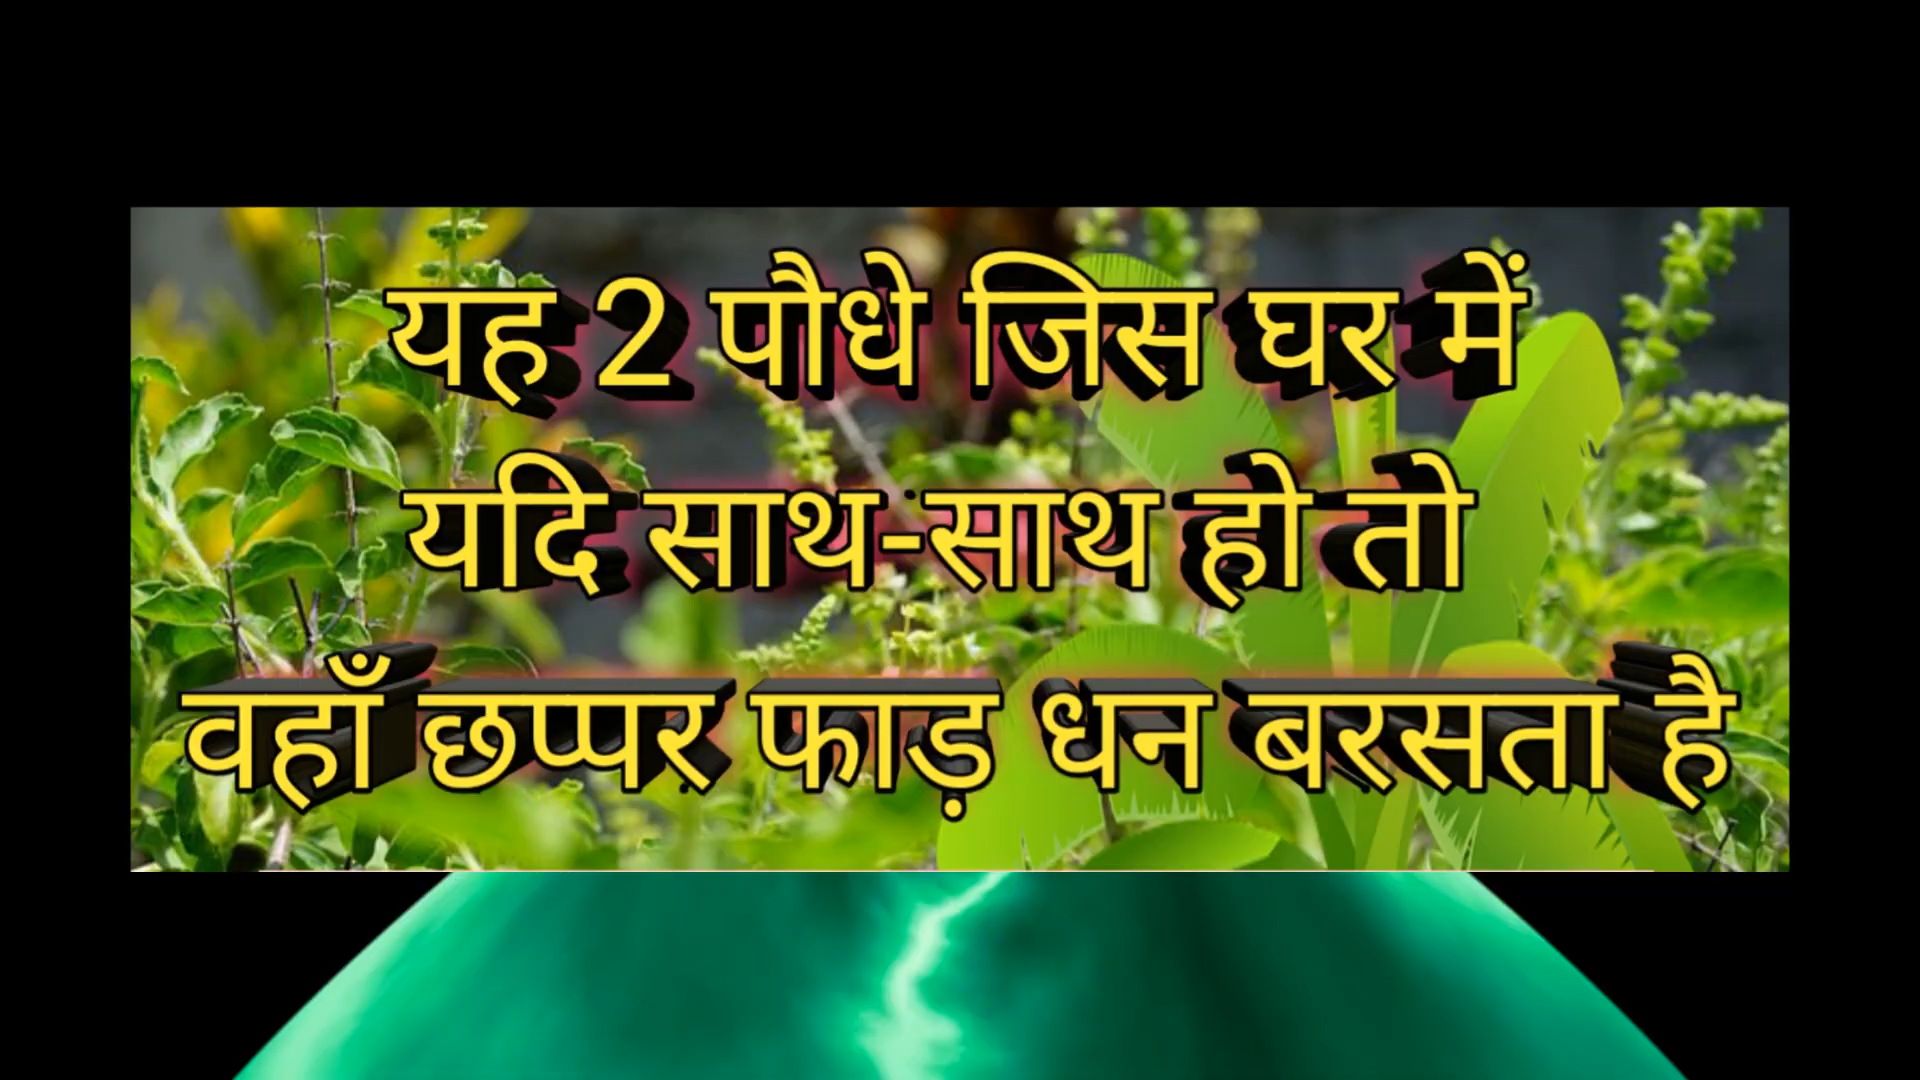 यह 2 पौधे जिस घर में
यदि साथ-साथ हो तो
वहाँ छप्पर फाड़ धन बरसता है